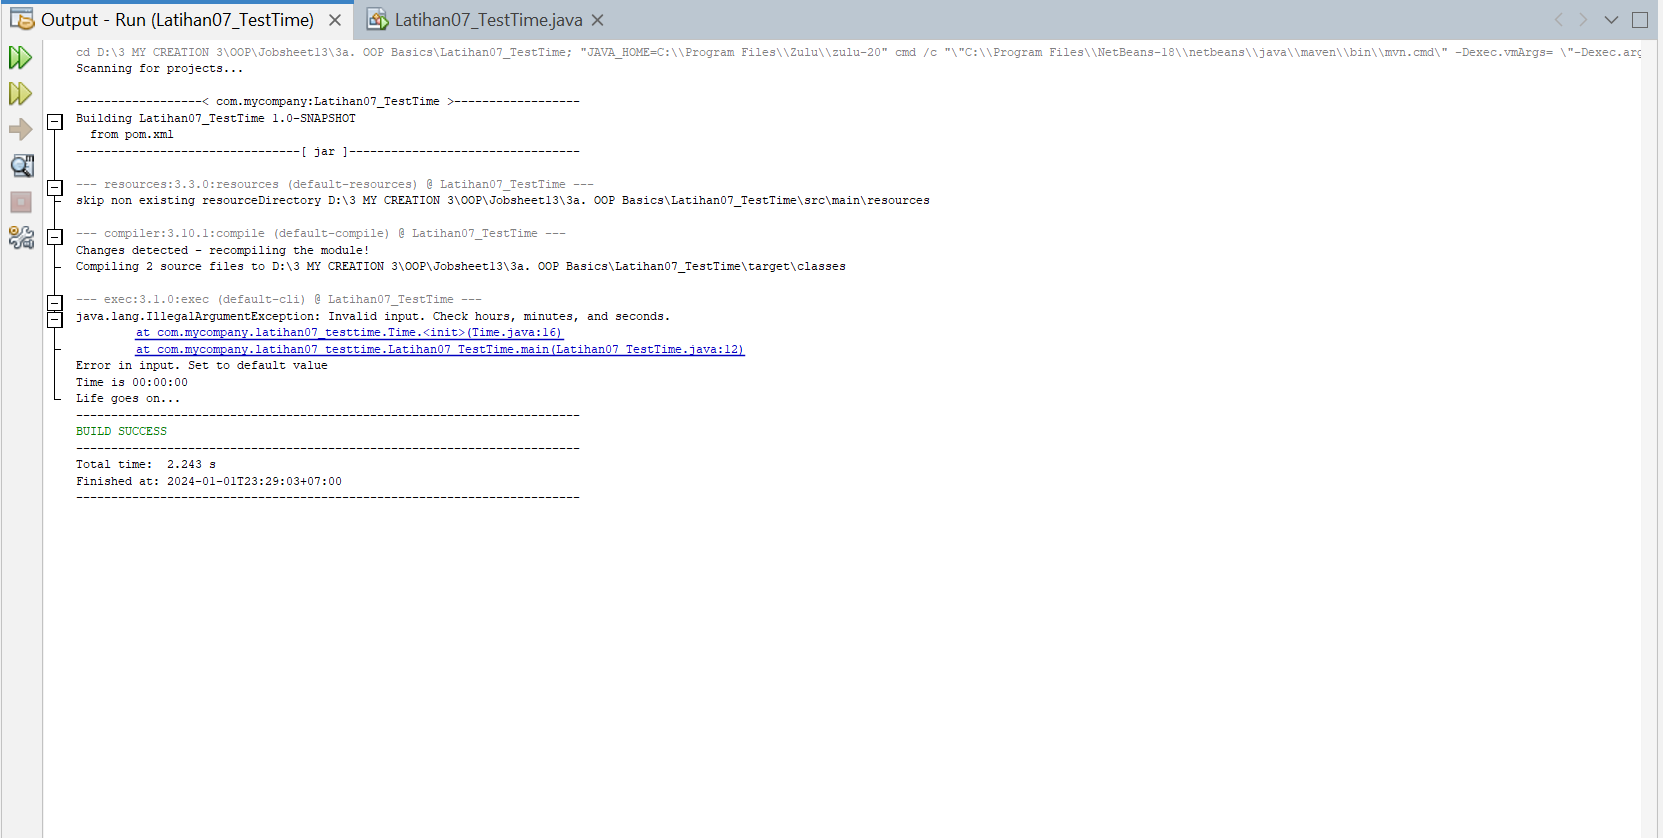 Output - Run (Latihan07_TestTime)
Latihan07_TestTime.java
cd D:\3 MY CREATION 3\OOP\Jobsheet13\3a. OOP Basics\Latihan07_TestTime; "JAVA_HOME=C:\\Program Files\\Zulu\\zulu-20" cmd /c "\"C:\\Program Files\\NetBeans-18\\netbeans\\java\\maven\\bin\\mvn.cmd\" -Dexec.vmArgs= \"-Dexec.arg
Scanning for projects...
------------------< com.mycompany:Latihan07_TestTime >------------------
Building Latihan07_TestTime 1.0-SNAPSHOT
from pom.xml
--------------------------------[ jar ]---------------------------------
--- resources:3.3.0:resources (default-resources) @ Latihan07_TestTime ---
skip non existing resourceDirectory D:\3 MY CREATION 3\OOP\Jobsheet13\3a. OOP Basics\Latihan07_TestTime\src\main\resources
--- compiler:3.10.1:compile (default-compile) @ Latihan07_TestTime ---
Changes detected - recompiling the module!
Compiling 2 source files to D:\3 MY CREATION 3\OOP\Jobsheet13\3a. OOP Basics\Latihan07_TestTime\target\classes
--- exec:3.1.0:exec (default-cli) @ Latihan07_TestTime ---
java.lang.IllegalArgumentException: Invalid input. Check hours, minutes, and seconds.
at com.mycompany.latihan07_testtime.Time.<init>(Time.java:16)
at com.mycompany.latihan07_testtime.Latihan07_TestTime.main(Latihan07_TestTime.java:12)
Error in input. Set to default value
Time is 00:00:00
Life goes on...
------------------------------------------------------------------------
BUILD SUCCESS
------------------------------------------------------------------------
Total time:  2.243 s
Finished at: 2024-01-01T23:29:03+07:00
------------------------------------------------------------------------